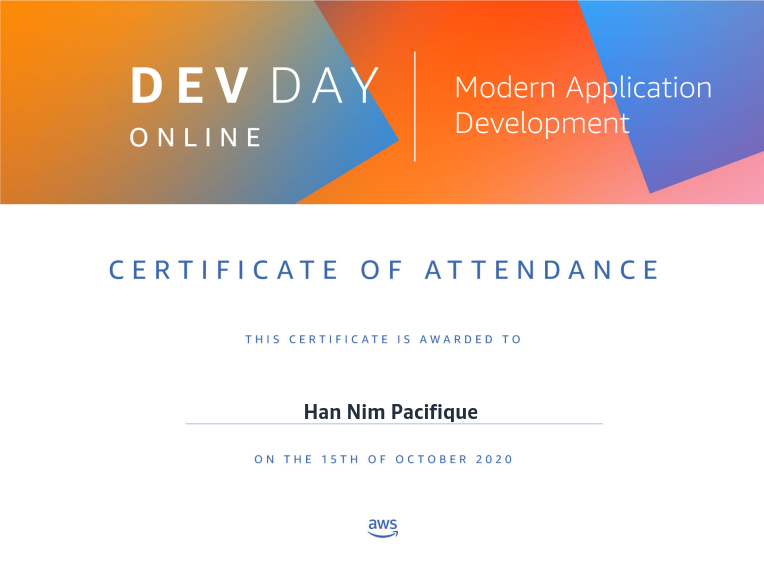 DEV DAY
ONLINE
Modern Application
Development
CERTIFICATE OF ATTENDANCE
THIS CERTIFICATE IS AWARDED TO
Han Nim Pacifique
ON THE 15TH OF OCTOBER 2020
aws